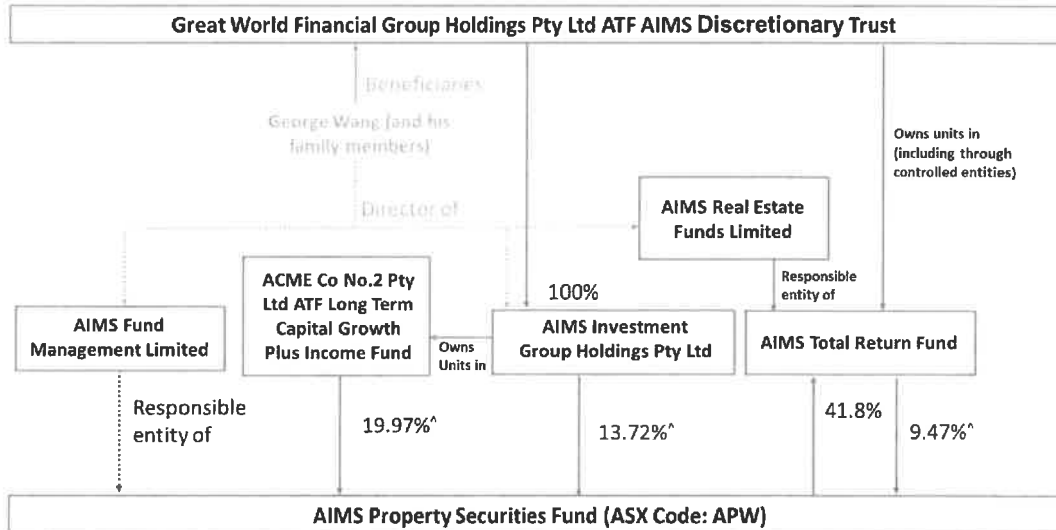 Great World Financial Group Holdings Pty Ltd ATF AIMS Discretionary Trust
Beneficiaries
George Wang (and his
family members)
Director of
Owns units in
(including through
controlled entities)
AIMS Real Estate
Funds Limited
Responsible
entity of
ACME Co No.2 Pty
Ltd ATF Long Term
Capital Growth
Plus Income Fund
100%
AIMS Fund
Management Limited
Owns
Units in
AIMS Investment
Group Holdings Pty Ltd
AIMS Total Return Fund
Responsible
entity of
19.97%^
13.72%^
41.8%
9.47%^
AIMS Property Securities Fund (ASX Code: APW)